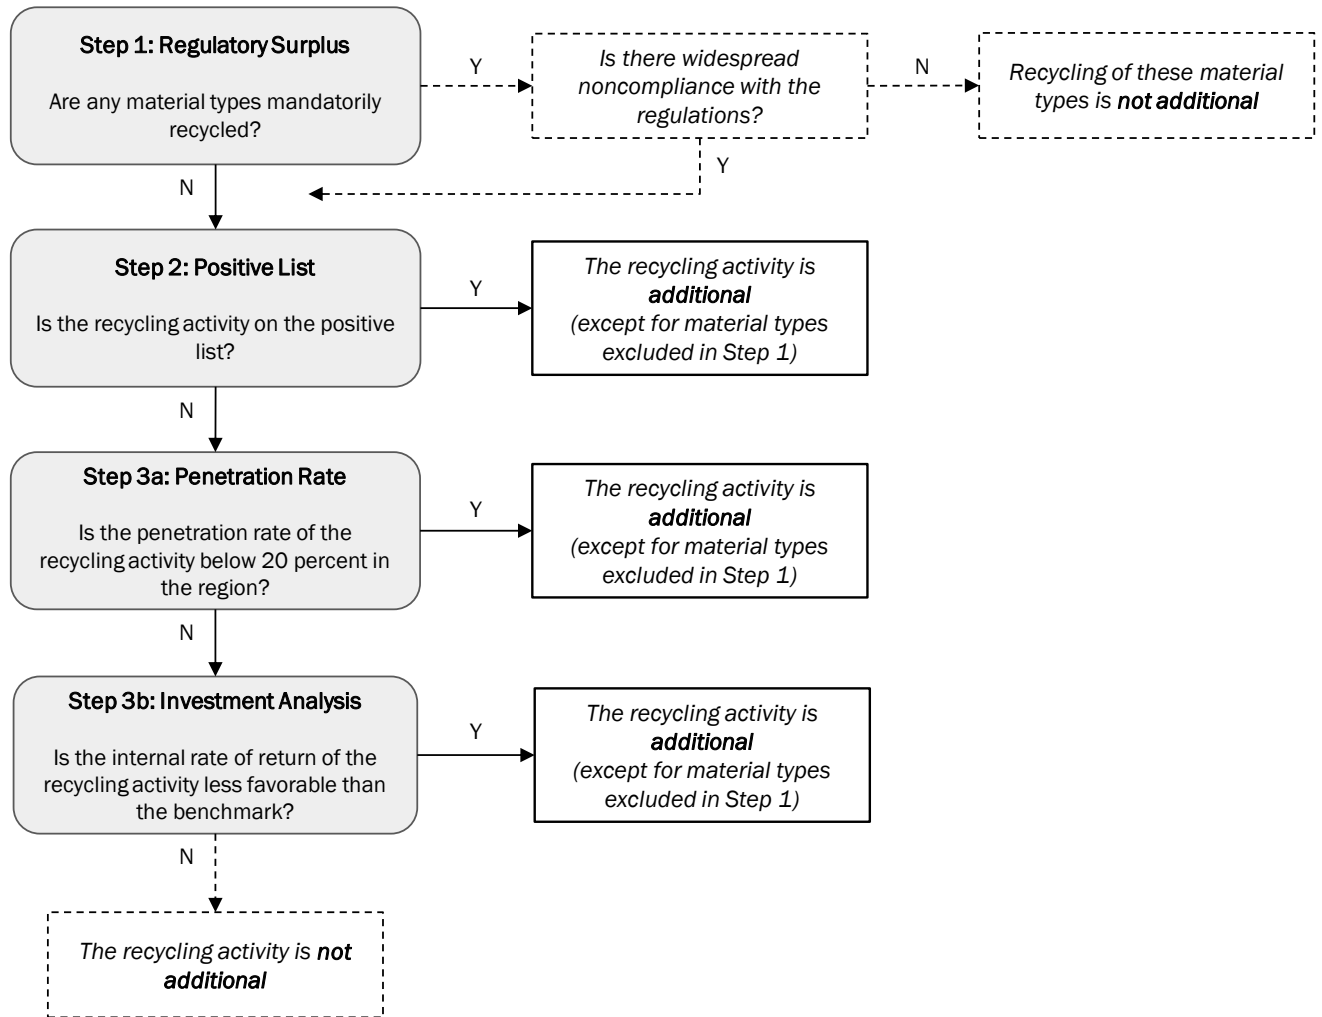 Step 1: Regulatory Surplus
Are any material types mandatorily
recycled?
Y
Is there widespread
noncompliance with the
regulations?
N
Recycling of these material
types is not additional
Y
N
Step 2: Positive List
Is the recycling activity on the positive
list?
Y
The recycling activity is
additional
(except for material types
excluded in Step 1)
N
Step 3a: Penetration Rate
Is the penetration rate of the
recycling activity below 20 percent in
the region?
Y
The recycling activity is
additional
(except for material types
excluded in Step 1)
N
Step 3b: Investment Analysis
Is the internal rate of return of the
recycling activity less favorable than
the benchmark?
Y
The recycling activity is
additional
(except for material types
excluded in Step 1)
N
The recycling activity is not
additional